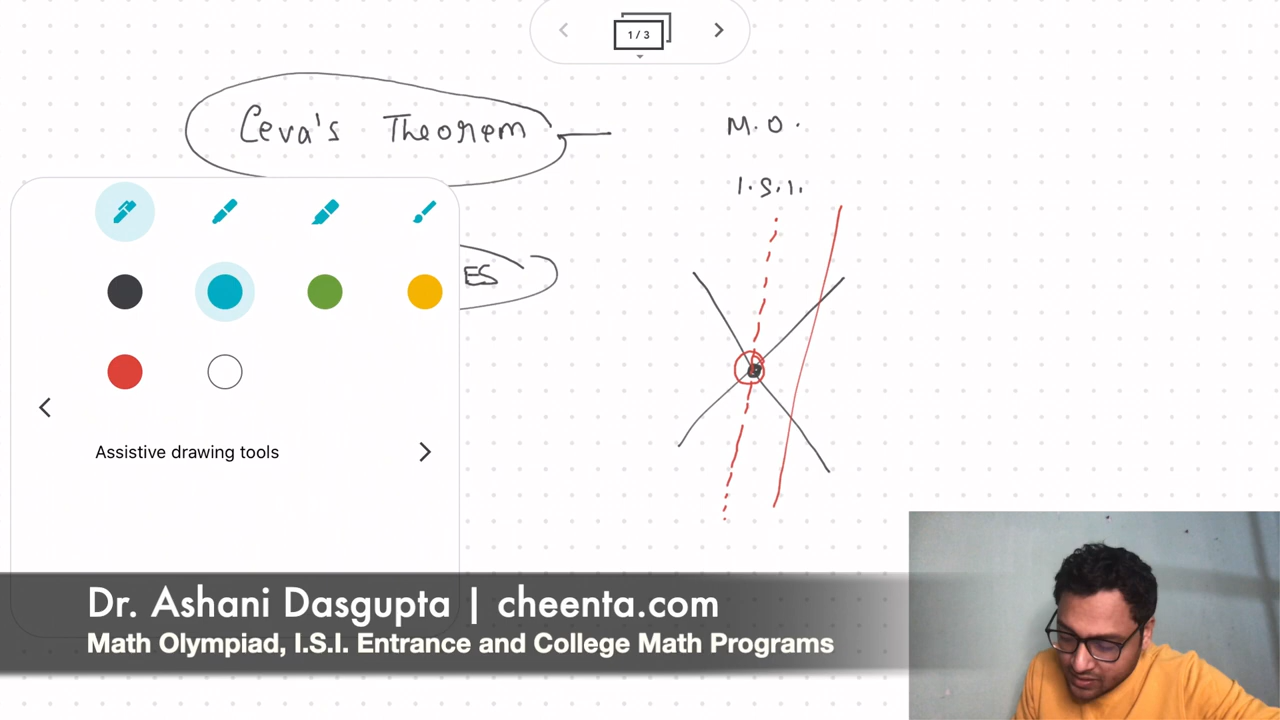 1 / 3
Ceva's Theorem
M.O.
I.S.I.
ES
Assistive drawing tools
Dr. Ashani Dasgupta | cheenta.com
Math Olympiad, I.S.I. Entrance and College Math Programs